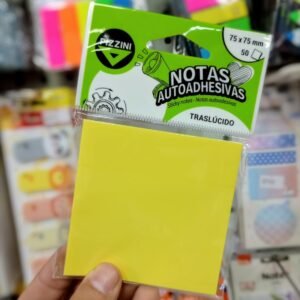 PIZZINI
75 x 75 mm
50
NOTAS
AUTOADHESIVAS
Sticky notes - Notas autoadesivas
TRASLÚCIDO